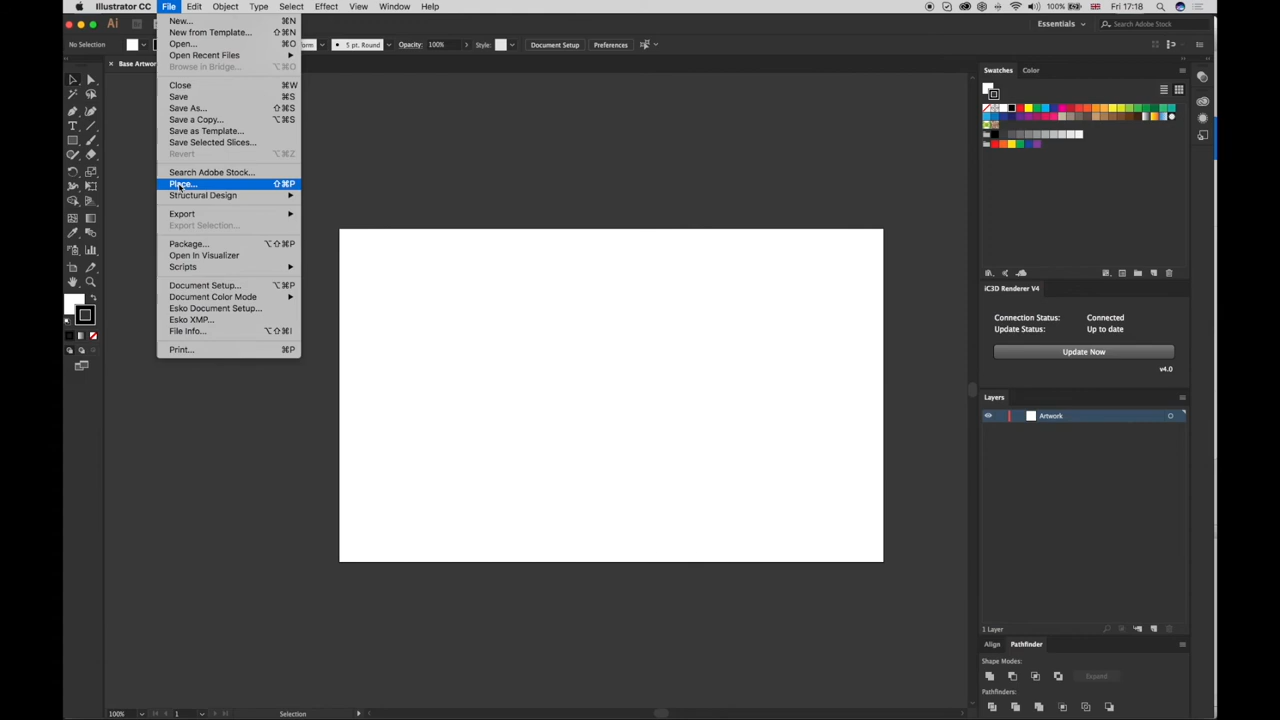 Illustrator CC File Edit Object Type Select Effect View Window Help
100% Fri 17:18
Ai Essentials Search Adobe Stock
No Selection 5 pt. Round Opacity: 100% Style: Document Setup Preferences
Base Artwo
New... ⌘N
New from Template... ⇧⌘N
Open... ⌘O
Open Recent Files
Browse in Bridge... ⌥⌘O
Close ⌘W
Save ⌘S
Save As... ⇧⌘S
Save a Copy... ⌥⌘S
Save as Template...
Save Selected Slices...
Revert ⌥⌘Z
Search Adobe Stock...
Place... ⇧⌘P
Structural Design
Export
Export Selection...
Package... ⌥⇧⌘P
Open In Visualizer
Scripts
Document Setup... ⌥⌘P
Document Color Mode
Esko Document Setup...
Esko XMP...
File Info... ⌥⇧⌘I
Print... ⌘P
Swatches Color
iC3D Renderer V4
Connection Status: Connected
Update Status: Up to date
Update Now
v4.0
Layers
Artwork
1 Layer
Align Pathfinder
Shape Modes:
Expand
Pathfinders:
100% 1 Selection